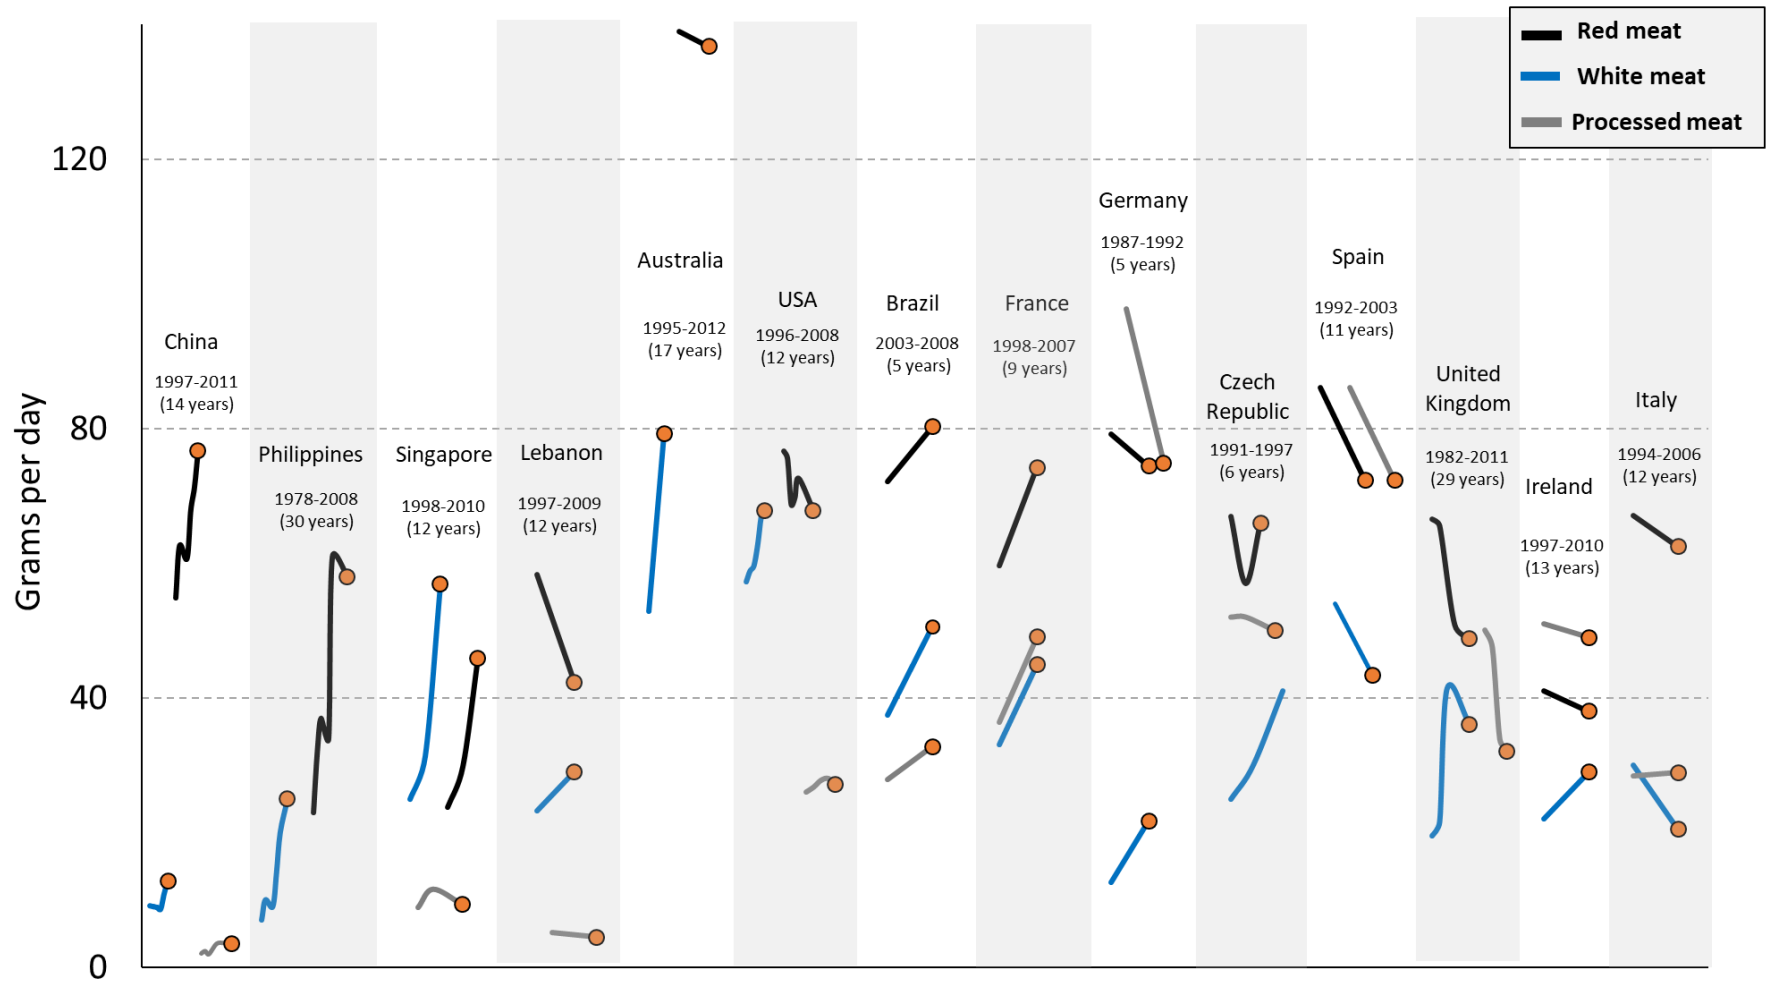 Red meat
White meat
Processed meat
Grams per day
120
80
40
0
China
1997-2011
(14 years)
Philippines
1978-2008
(30 years)
Singapore
1998-2010
(12 years)
Lebanon
1997-2009
(12 years)
Australia
1995-2012
(17 years)
USA
1996-2008
(12 years)
Brazil
2003-2008
(5 years)
France
1998-2007
(9 years)
Germany
1987-1992
(5 years)
Czech
Republic
1991-1997
(6 years)
Spain
1992-2003
(11 years)
United
Kingdom
1982-2011
(29 years)
Ireland
1997-2010
(13 years)
Italy
1994-2006
(12 years)